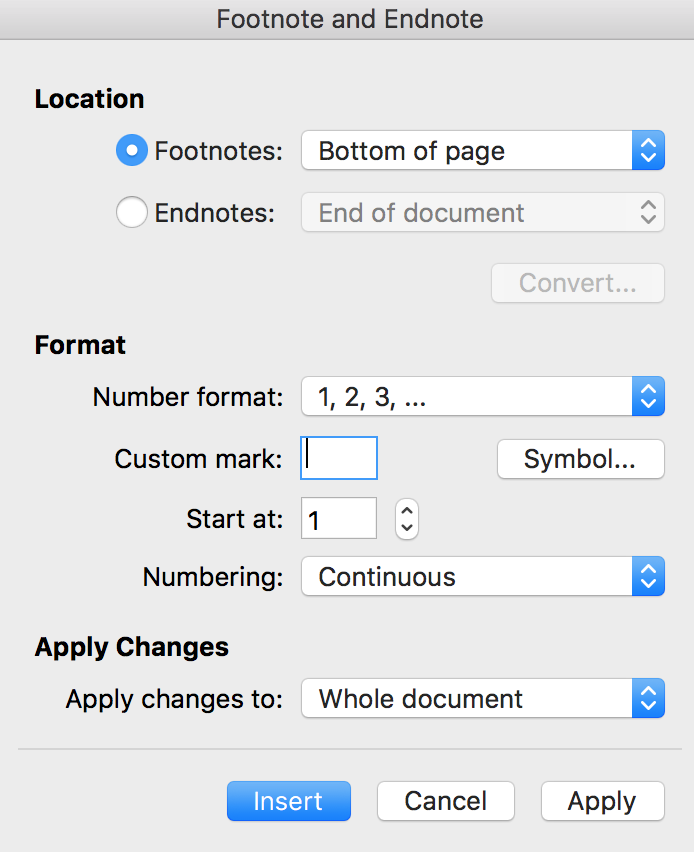 Footnote and Endnote
Location
Footnotes: Bottom of page
Endnotes: End of document
Convert...
Format
Number format: 1, 2, 3, ...
Custom mark: Symbol...
Start at: 1
Numbering: Continuous
Apply Changes
Apply changes to: Whole document
Insert Cancel Apply